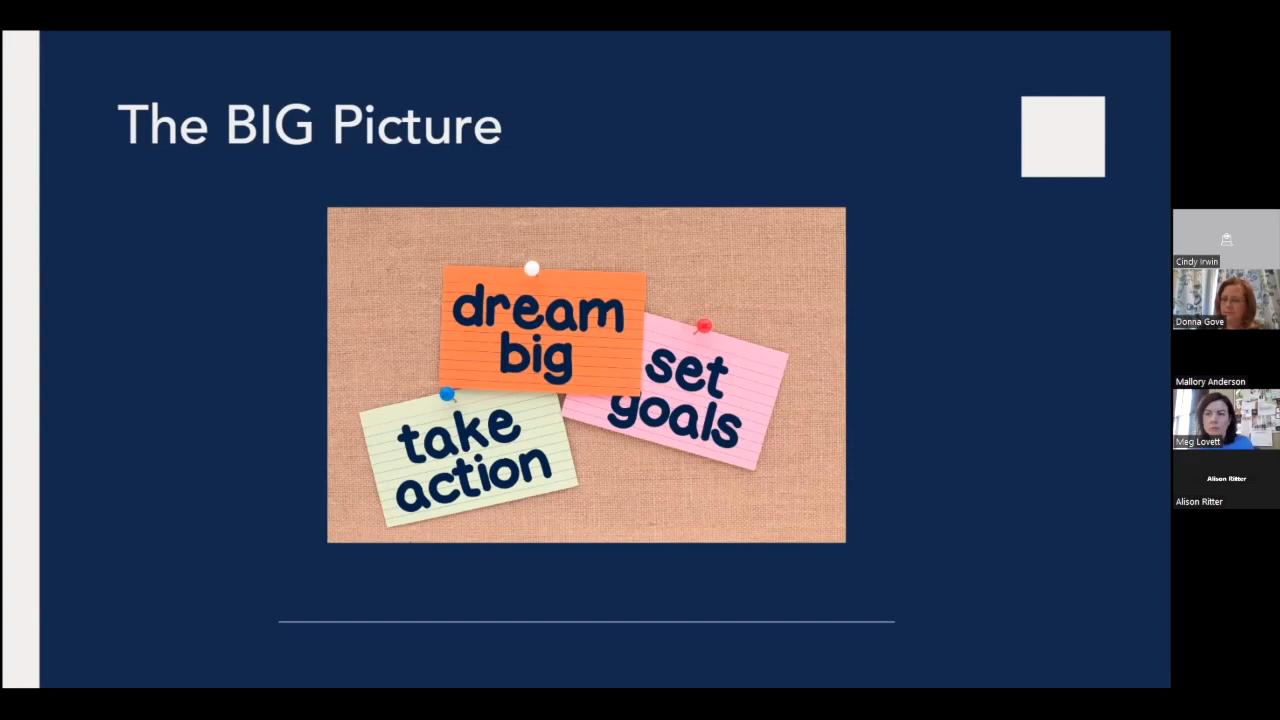 The BIG Picture
dream
big
set
goals
take
action
Cindy Irwin
Donna Gove
Mallory Anderson
Meg Lovett
Alison Ritter
Alison Ritter